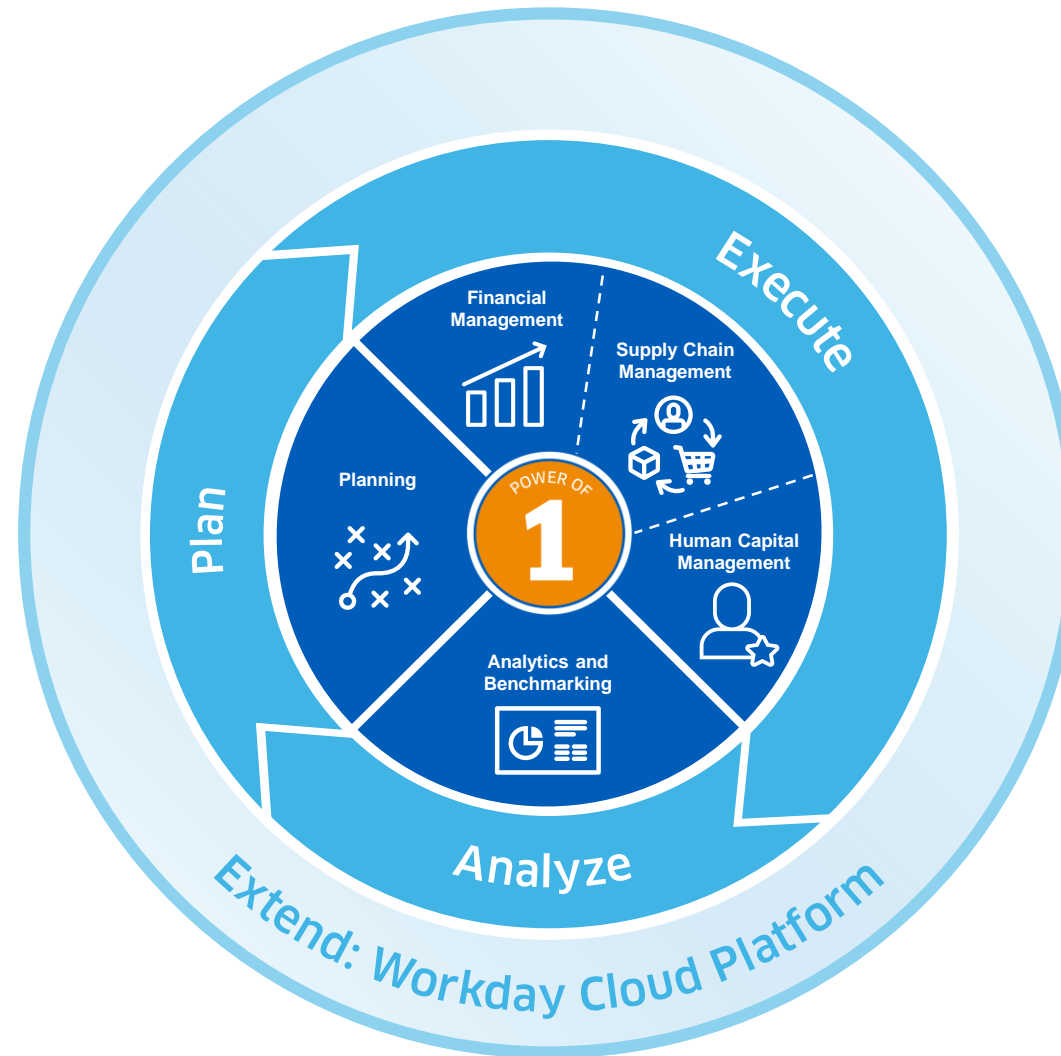 Execute
Financial
Management
Supply Chain
Management
Plan
Planning
POWER OF
1
Human Capital
Management
Analytics and
Benchmarking
Analyze
Extend: Workday Cloud Platform